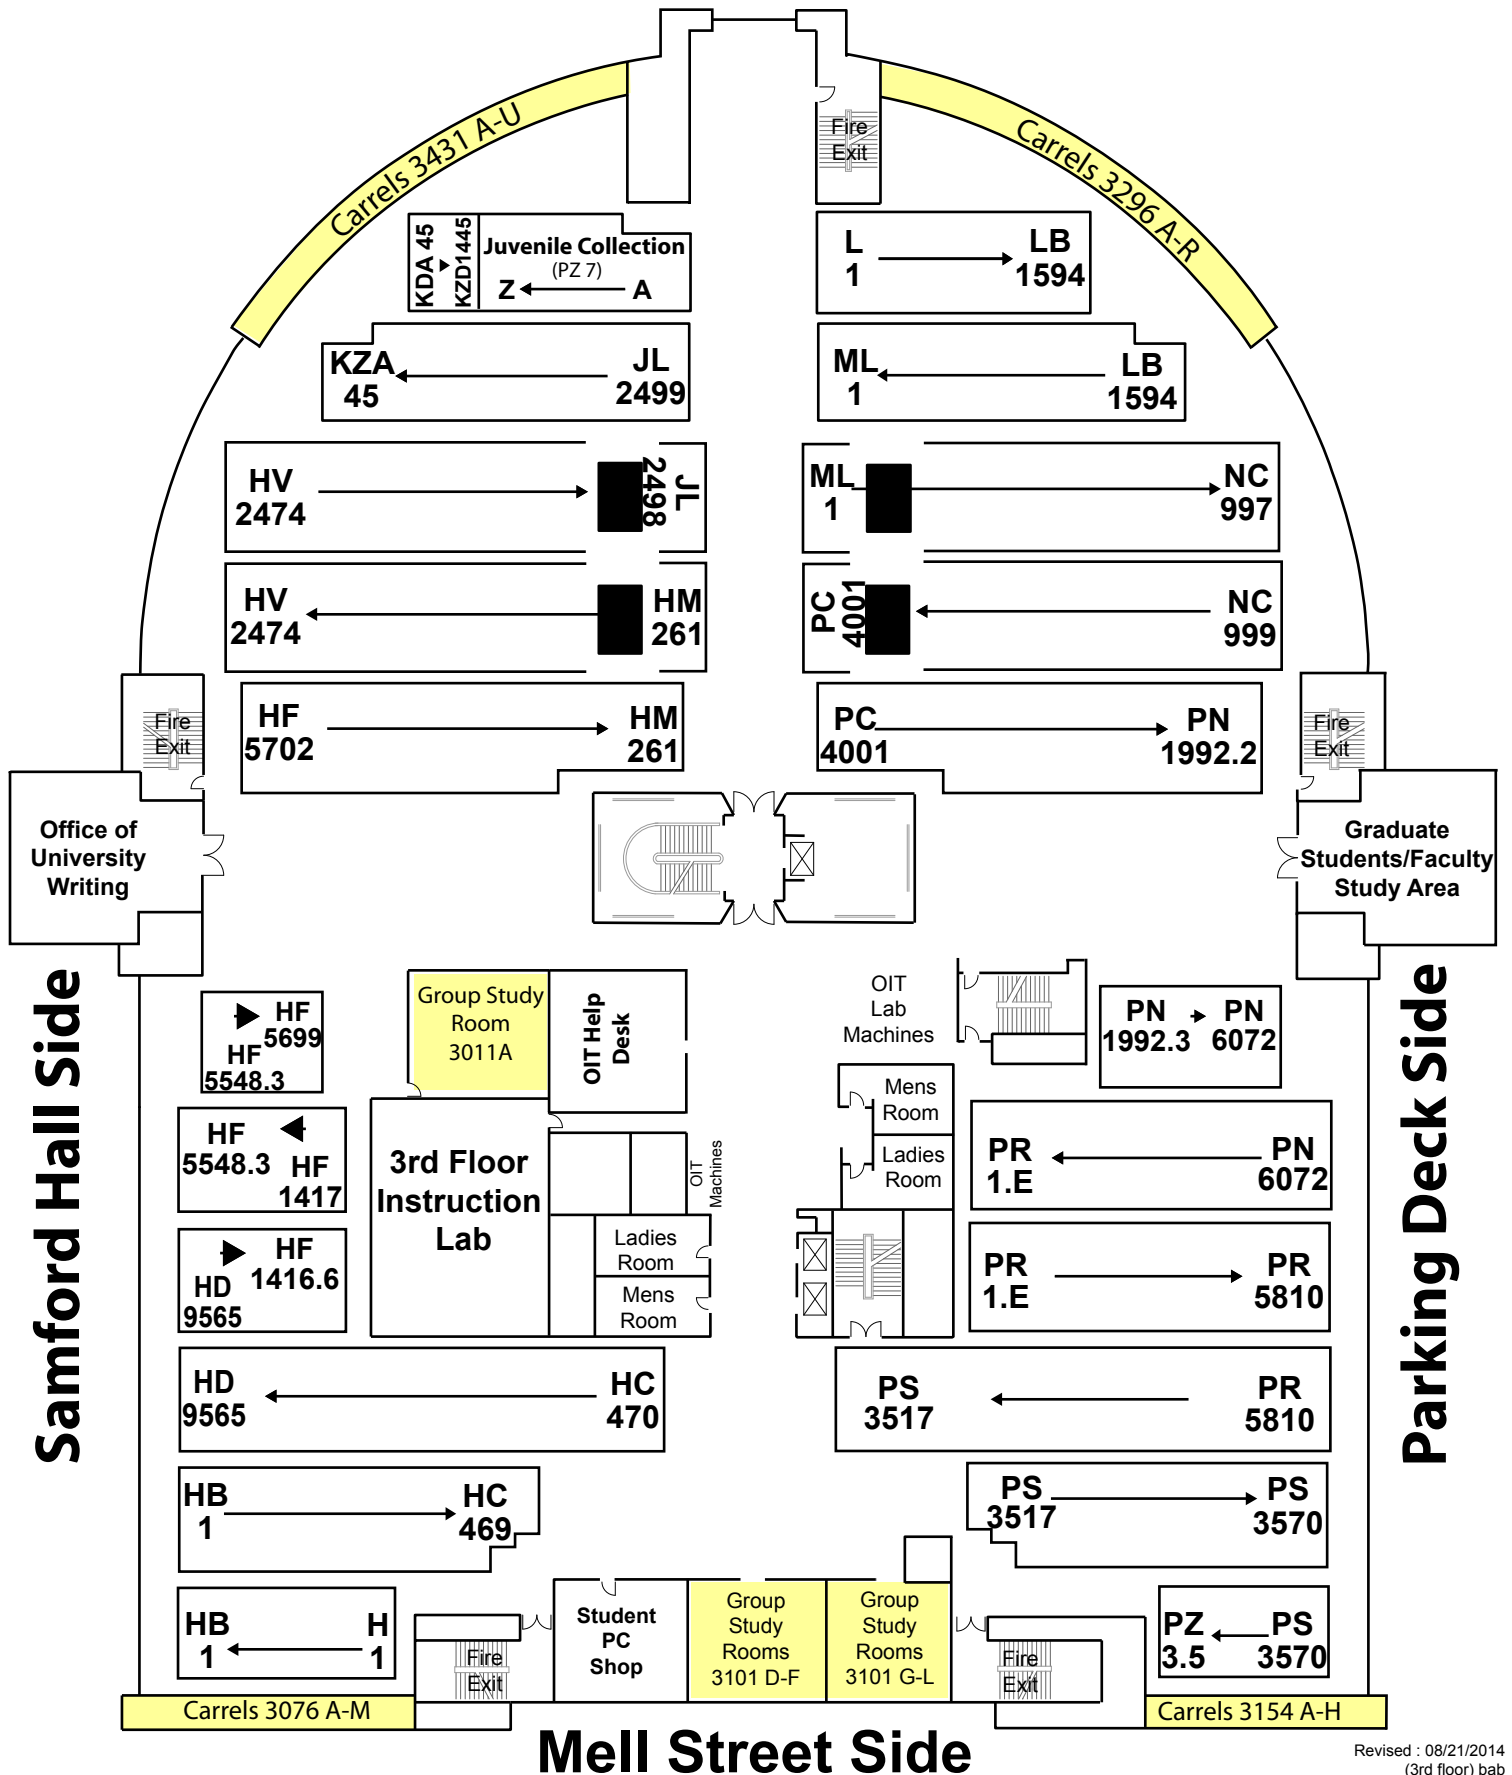 Carrels 3431 A-U
Fire
Exit
Carrels 3296 A-R
KDA 45
KZD1445
Juvenile Collection
(PZ 7)
Z A
L
1
LB
1594
KZA
45
JL
2499
ML
1
LB
1594
HV
2474
JL
2498
ML
1
NC
997
HV
2474
HM
261
PC
4001
NC
999
HF
5702
HM
261
PC
4001
PN
1992.2
Fire
Exit
Fire
Exit
Office of
University
Writing
Graduate
Students/Faculty
Study Area
Samford Hall Side
Parking Deck Side
HF
5699
HF
5548.3
Group Study
Room
3011A
OIT Help
Desk
OIT
Lab
Machines
PN
1992.3
PN
6072
Mens
Room
Ladies
Room
HF
5548.3
HF
1417
3rd Floor
Instruction
Lab
OIT
Machines
PR
1.E
PN
6072
HF
1416.6
HD
9565
Ladies
Room
Mens
Room
PR
1.E
PR
5810
HD
9565
HC
470
PS
3517
PR
5810
HB
1
HC
469
PS
3517
PS
3570
HB
1
H
1
Fire
Exit
Student
PC
Shop
Group
Study
Rooms
3101 D-F
Group
Study
Rooms
3101 G-L
Fire
Exit
PZ
3.5
PS
3570
Carrels 3076 A-M
Carrels 3154 A-H
Mell Street Side
Revised : 08/21/2014
(3rd floor) bab